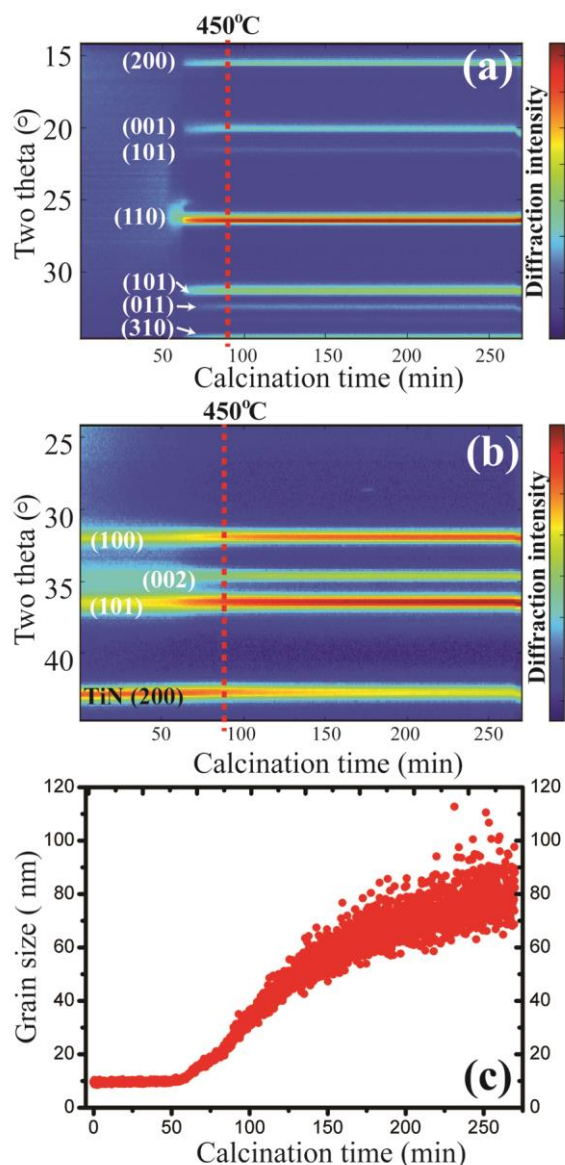 450°C
(a)
15
20
25
30
(200)
(001)
(101)
(110)
(101)
(011)
(310)
Two theta (°)
Diffraction intensity
50 100 150 200 250
Calcination time (min)
450°C
(b)
25
30
35
40
(100)
(002)
(101)
TiN (200)
Two theta (°)
Diffraction intensity
50 100 150 200 250
Calcination time (min)
120 120
100 100
80 80
60 60
40 40
20 20
0 0
Grain size ( nm)
(c)
0 50 100 150 200 250
Calcination time (min)